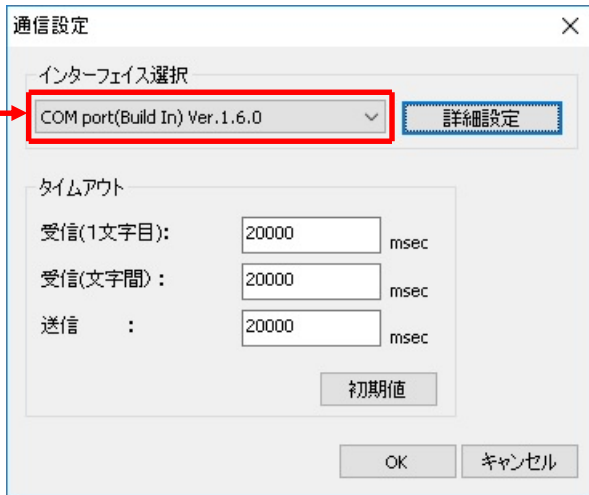 通信設定
インターフェイス選択
COM port(Build In) Ver.1.6.0
詳細設定
タイムアウト
受信(1文字目):
20000
msec
受信(文字間):
20000
msec
送信 :
20000
msec
初期値
OK
キャンセル